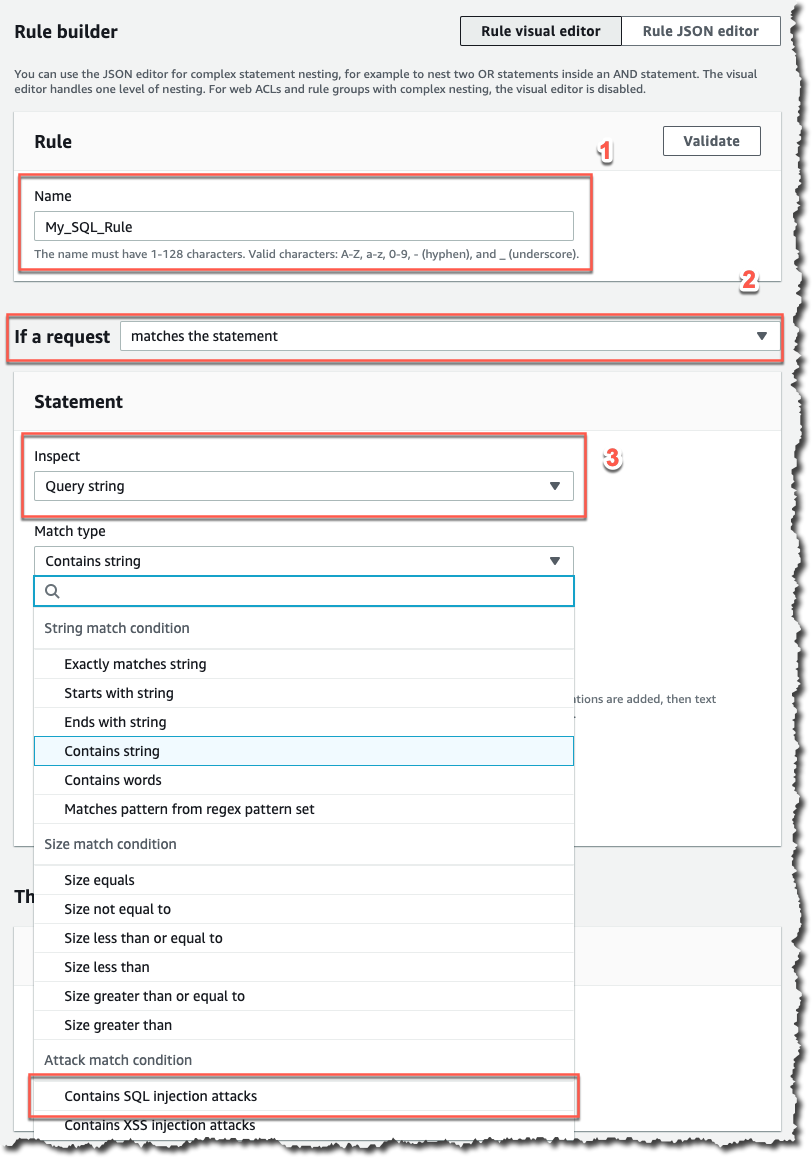 Rule builder
Rule visual editor
Rule JSON editor
You can use the JSON editor for complex statement nesting, for example to nest two OR statements inside an AND statement. The visual
editor handles one level of nesting. For web ACLs and rule groups with complex nesting, the visual editor is disabled.
Rule
Validate
1
Name
My_SQL_Rule
The name must have 1-128 characters. Valid characters: A-Z, a-z, 0-9, - (hyphen), and _ (underscore).
2
If a request
matches the statement
Statement
Inspect
3
Query string
Match type
Contains string
String match condition
Exactly matches string
Starts with string
ations are added, then text
Ends with string
Contains string
Contains words
Matches pattern from regex pattern set
Size match condition
Size equals
Th
Size not equal to
Size less than or equal to
Size less than
Size greater than or equal to
Size greater than
Attack match condition
Contains SQL injection attacks
Contains XSS injection attacks